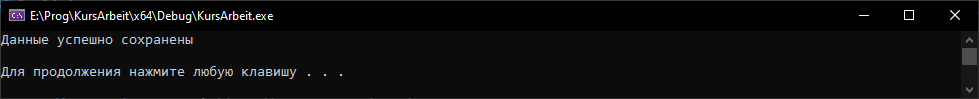 E:\Prog\KursArbeit\x64\Debug\KursArbeit.exe
Данные успешно сохранены
Для продолжения нажмите любую клавишу . . .